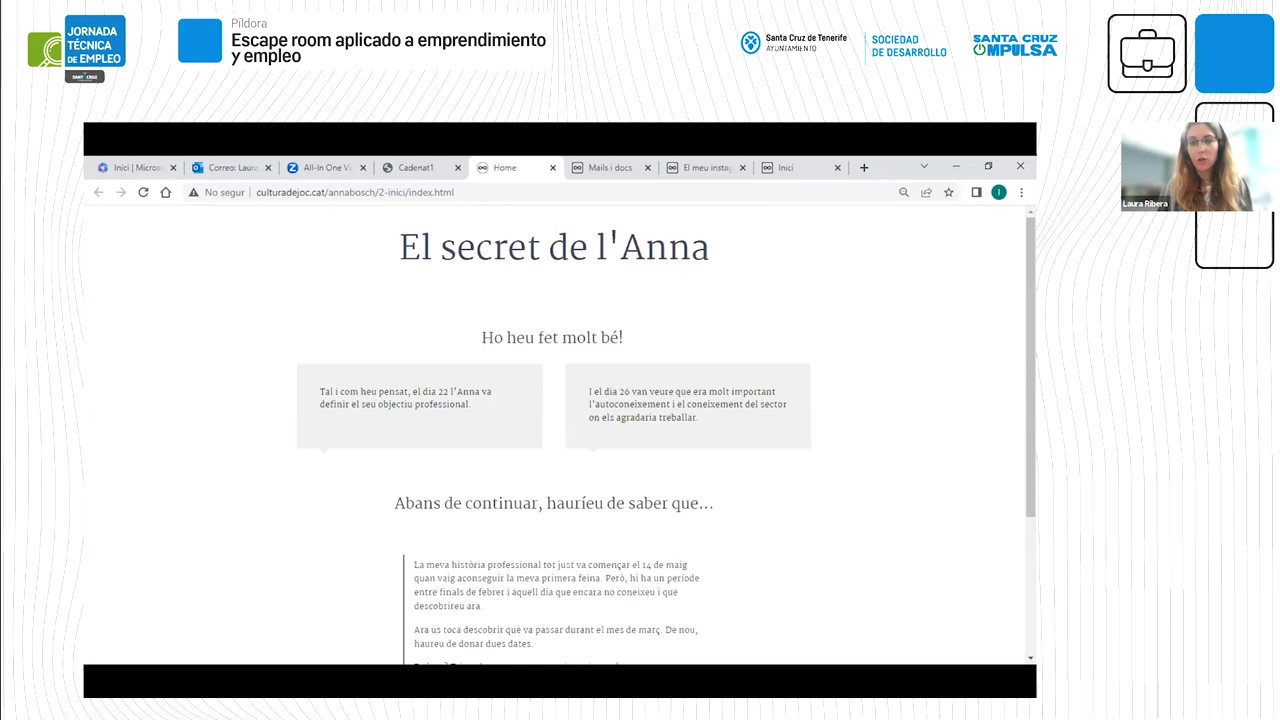 JORNADA
TÉCNICA
DE EMPLEO
Píldora
Escape room aplicado a emprendimiento
y empleo
Santa Cruz de Tenerife
AYUNTAMIENTO
SOCIEDAD
DE DESARROLLO
SANTA CRUZ
MPULSA
Laura Ribera
Inici | Micros
Correo: Laura
All-In One Vi
Cadenat1
Home
Mails i docs
El meu insta
Inici
No segur
culturadejoc.cat/annabosch/2-inici/index.html
El secret de l'Anna
Ho heu fet molt bé!
Tal i com heu pensat, el dia 22 l'Anna va
definir el seu objectiu professional.
I el dia 26 van veure que era molt important
l'autoconeixement i el coneixement del sector
on els agradaria treballar.
Abans de continuar, hauríeu de saber que...
La meva història professional tot just va començar el 14 de maig
quan vaig aconseguir la meva primera feina. Però, hi ha un període
entre finals de febrer i aquell dia que encara no coneixeu i que
descobrireu ara.
Ara us toca descobrir què va passar durant el mes de març. De nou,
haureu de donar dues dates.